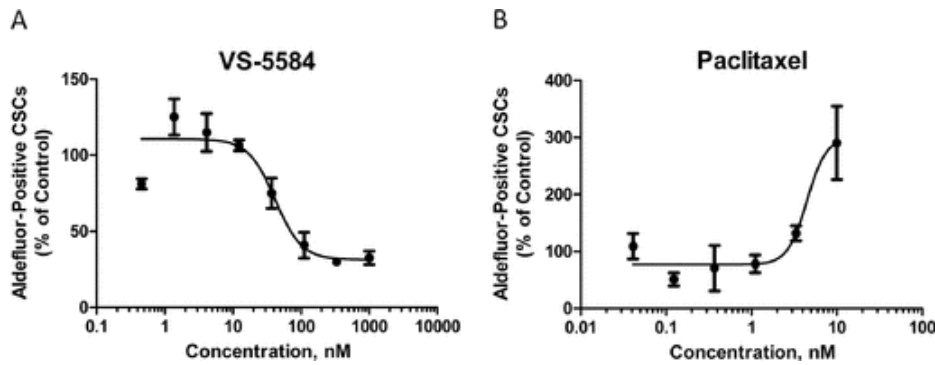 A
VS-5584
Aldefluor-Positive CSCs
(% of Control)
150
100
50
0
0.1 1 10 100 1000 10000
Concentration, nM
B
Paclitaxel
Aldefluor-Positive CSCs
(% of Control)
400
300
200
100
0
0.01 0.1 1 10 100
Concentration, nM